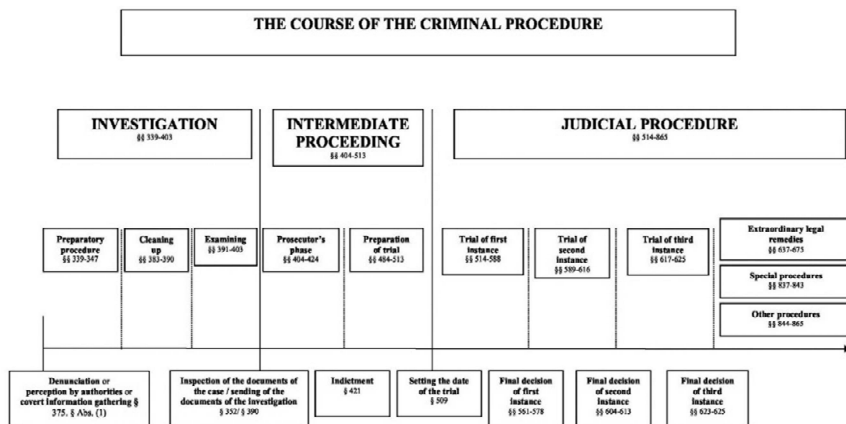 THE COURSE OF THE CRIMINAL PROCEDURE
INVESTIGATION
§§ 339-403
INTERMEDIATE
PROCEEDING
§§ 404-513
JUDICIAL PROCEDURE
§§ 514-865
Preparatory
procedure
§§ 339-347
Cleaning
up
§§ 383-390
Examining
§§ 391-403
Prosecutor's
phase
§§ 404-424
Preparation
of trial
§§ 484-513
Trial of first
instance
§§ 514-588
Trial of
second
instance
§§ 589-616
Trial of third
instance
§§ 617-625
Extraordinary legal
remedies
§§ 637-675
Special procedures
§§ 837-843
Other procedures
§§ 844-865
Denunciation or
perception by authorities or
covert information gathering §
375. § Abs. (1)
Inspection of the documents of
the case / sending of the
documents of the investigation
§ 352/ § 390
Indictment
§ 421
Setting the date
of the trial
§ 509
Final decision of
first
instance
§§ 561-578
Final decision of
second
instance
§§ 604-613
Final decision of
third
instance
§§ 623-625